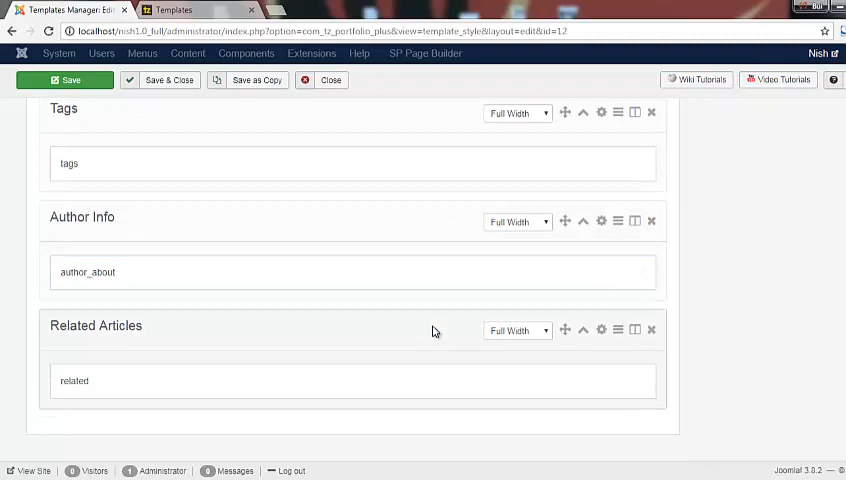 Templates Manager: Edi
Templates
Bui
localhost/nish1.0_full/administrator/index.php?option=com_tz_portfolio_plus&view=template_style&layout=edit&id=12
System Users Menus Content Components Extensions Help SP Page Builder Nish
Save Save & Close Save as Copy Close Wiki Tutorials Video Tutorials
Tags
Full Width
tags
Author Info
Full Width
author_about
Related Articles
Full Width
related
View Site 0 Visitors 1 Administrator 0 Messages Log out Joomla! 3.8.2 — ©